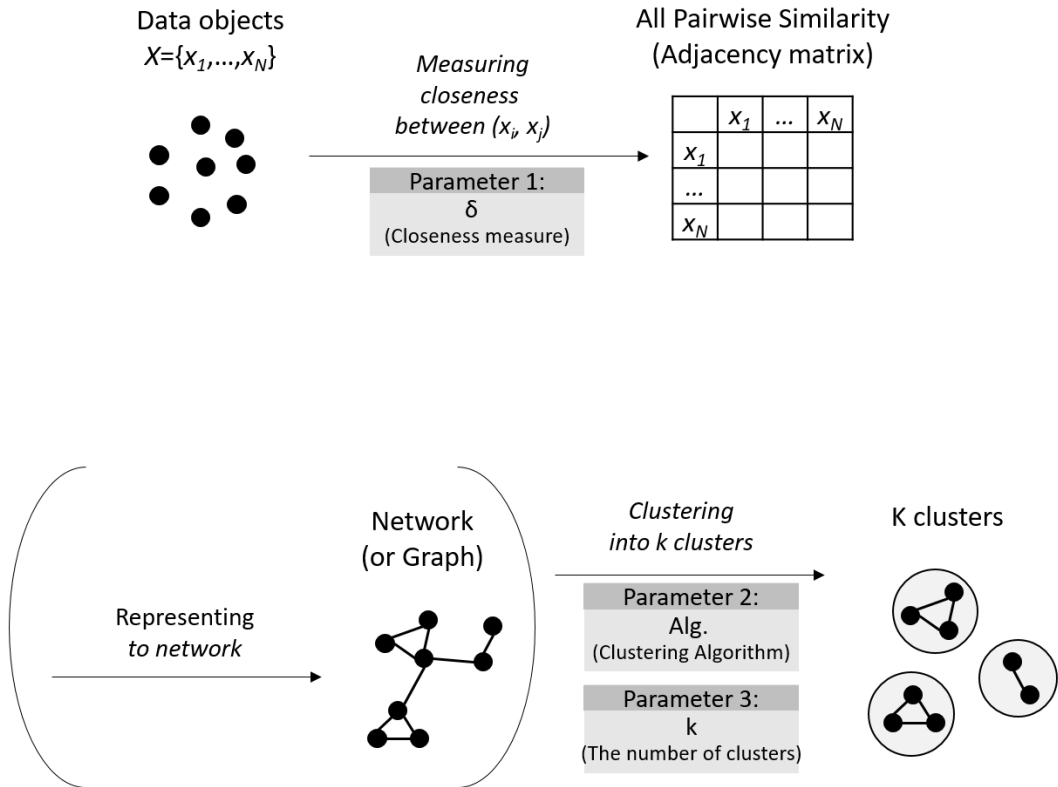 Data objects
X={x1,...,xN}
Measuring
closeness
between (xi, xj)
Parameter 1:
δ
(Closeness measure)
All Pairwise Similarity
(Adjacency matrix)
x1 ... xN
x1
...
xN
Representing
to network
Network
(or Graph)
Clustering
into k clusters
Parameter 2:
Alg.
(Clustering Algorithm)
Parameter 3:
k
(The number of clusters)
K clusters